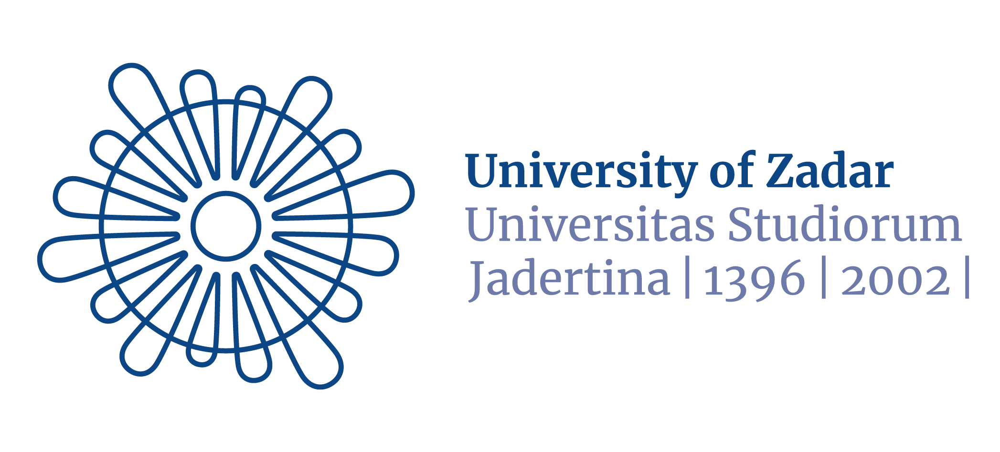 University of Zadar
Universitas Studiorum
Jadertina | 1396 | 2002 |